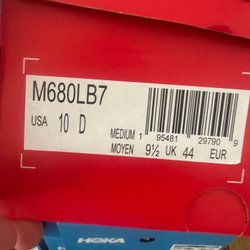 M680LB7
USA 10 D
MEDIUM 1 95481 29790 9
MOYEN 9½ UK 44 EUR
HOKA